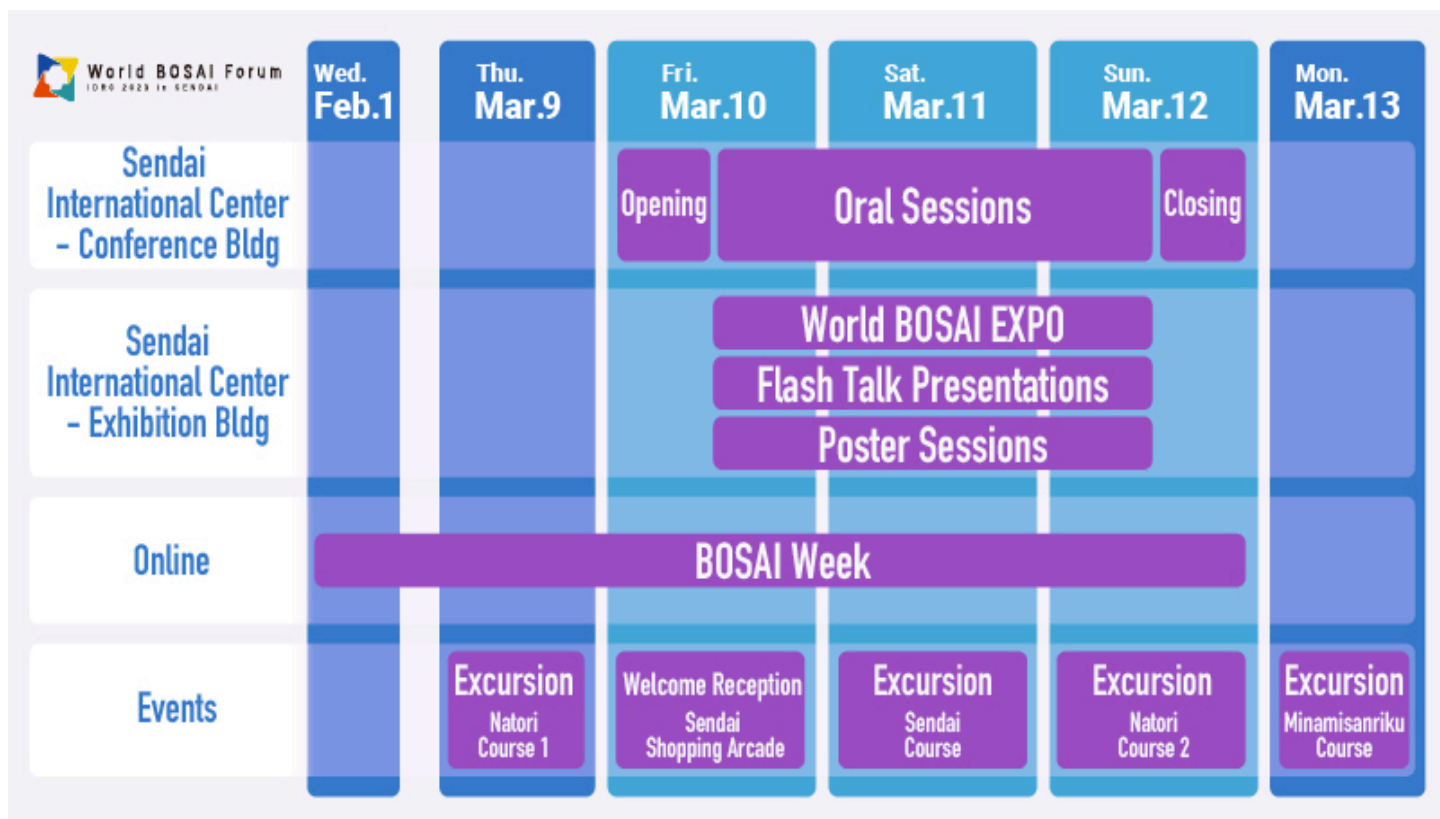 World BOSAI Forum
IDRC 2023 in SENDAI
Wed.
Feb.1
Thu.
Mar.9
Fri.
Mar.10
Sat.
Mar.11
Sun.
Mar.12
Mon.
Mar.13
Sendai
International Center
– Conference Bldg
Opening
Oral Sessions
Closing
Sendai
International Center
– Exhibition Bldg
World BOSAI EXPO
Flash Talk Presentations
Poster Sessions
Online
BOSAI Week
Events
Excursion
Natori
Course 1
Welcome Reception
Sendai
Shopping Arcade
Excursion
Sendai
Course
Excursion
Natori
Course 2
Excursion
Minamisanriku
Course